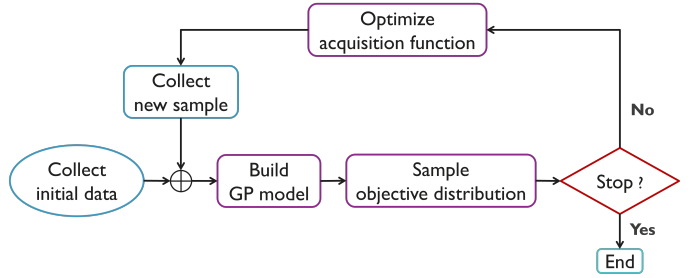 Optimize
acquisition function
Collect
new sample
No
Collect
initial data
Build
GP model
Sample
objective distribution
Stop ?
Yes
End